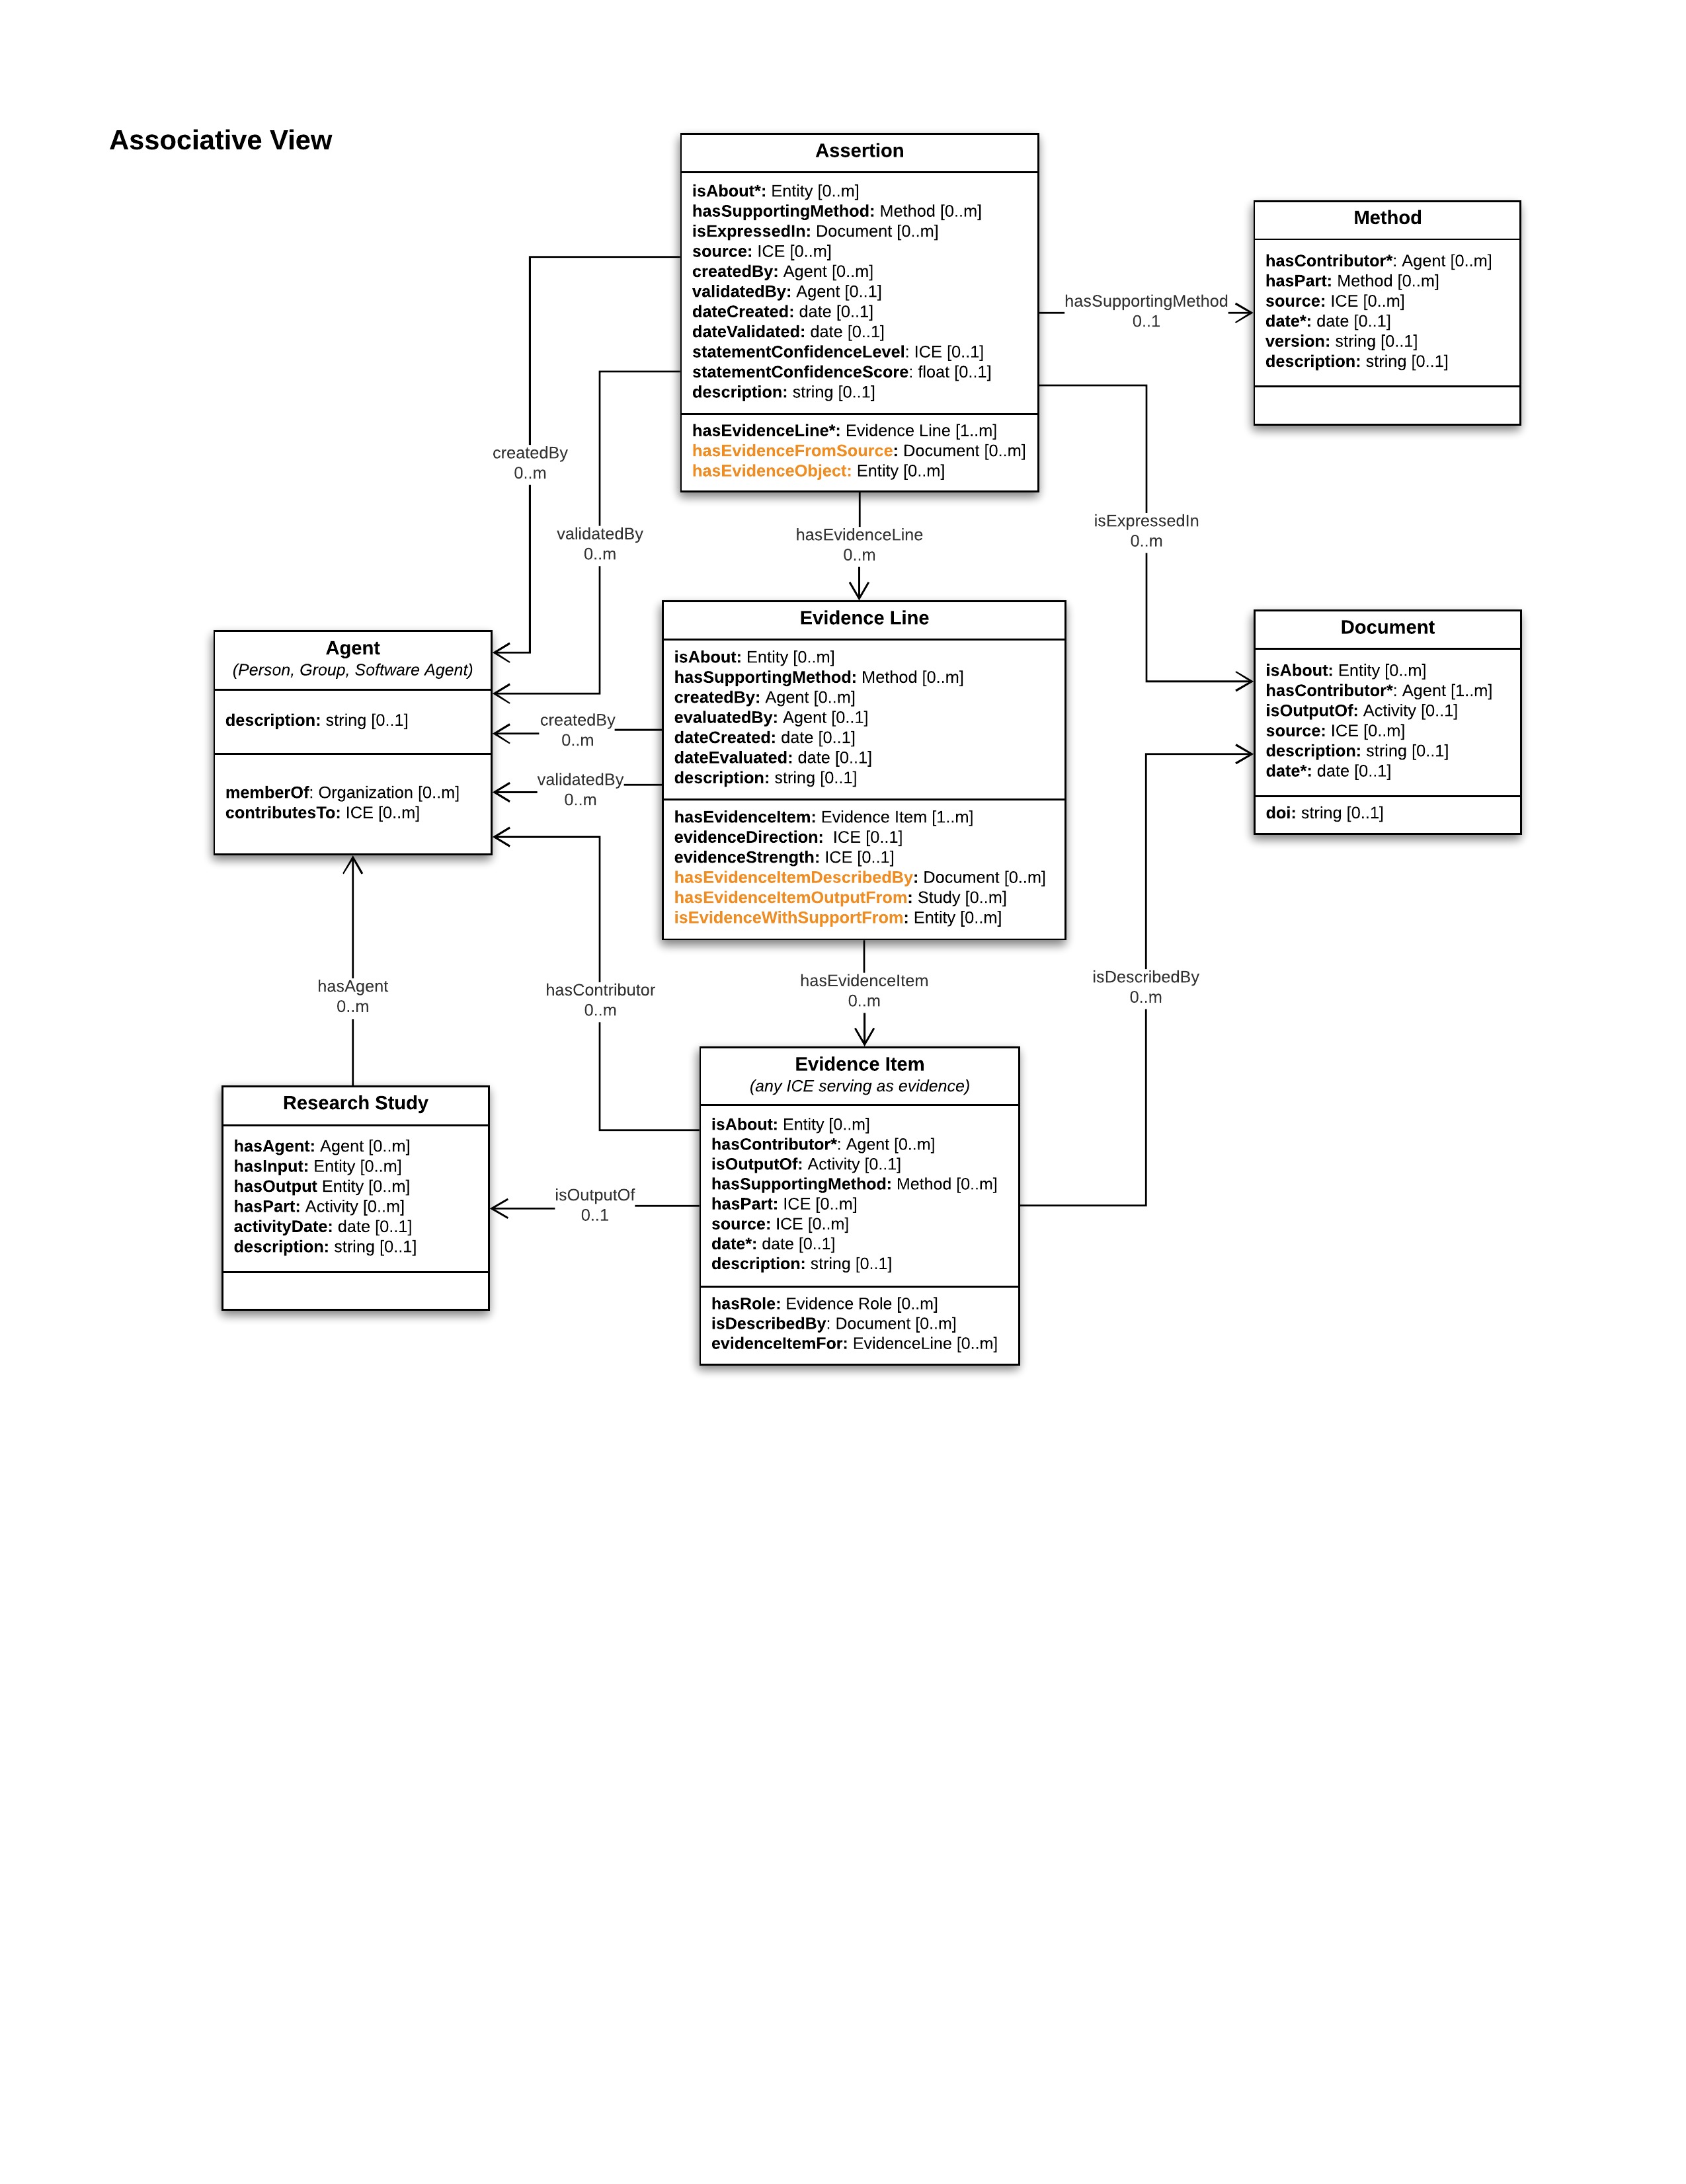 Associative View
Assertion
isAbout*: Entity [0..m]
hasSupportingMethod: Method [0..m]
isExpressedIn: Document [0..m]
source: ICE [0..m]
createdBy: Agent [0..m]
validatedBy: Agent [0..1]
dateCreated: date [0..1]
dateValidated: date [0..1]
statementConfidenceLevel: ICE [0..1]
statementConfidenceScore: float [0..1]
description: string [0..1]
hasEvidenceLine*: Evidence Line [1..m]
hasEvidenceFromSource: Document [0..m]
hasEvidenceObject: Entity [0..m]
Method
hasContributor*: Agent [0..m]
hasPart: Method [0..m]
source: ICE [0..m]
date*: date [0..1]
version: string [0..1]
description: string [0..1]
hasSupportingMethod
0..1
createdBy
0..m
validatedBy
0..m
hasEvidenceLine
0..m
isExpressedIn
0..m
Agent
(Person, Group, Software Agent)
description: string [0..1]
memberOf: Organization [0..m]
contributesTo: ICE [0..m]
createdBy
0..m
validatedBy
0..m
Evidence Line
isAbout: Entity [0..m]
hasSupportingMethod: Method [0..m]
createdBy: Agent [0..m]
evaluatedBy: Agent [0..1]
dateCreated: date [0..1]
dateEvaluated: date [0..1]
description: string [0..1]
hasEvidenceItem: Evidence Item [1..m]
evidenceDirection:  ICE [0..1]
evidenceStrength: ICE [0..1]
hasEvidenceItemDescribedBy: Document [0..m]
hasEvidenceItemOutputFrom: Study [0..m]
isEvidenceWithSupportFrom: Entity [0..m]
Document
isAbout: Entity [0..m]
hasContributor*: Agent [1..m]
isOutputOf: Activity [0..1]
source: ICE [0..m]
description: string [0..1]
date*: date [0..1]
doi: string [0..1]
hasAgent
0..m
hasContributor
0..m
hasEvidenceItem
0..m
isDescribedBy
0..m
Research Study
hasAgent: Agent [0..m]
hasInput: Entity [0..m]
hasOutput Entity [0..m]
hasPart: Activity [0..m]
activityDate: date [0..1]
description: string [0..1]
isOutputOf
0..1
Evidence Item
(any ICE serving as evidence)
isAbout: Entity [0..m]
hasContributor*: Agent [0..m]
isOutputOf: Activity [0..1]
hasSupportingMethod: Method [0..m]
hasPart: ICE [0..m]
source: ICE [0..m]
date*: date [0..1]
description: string [0..1]
hasRole: Evidence Role [0..m]
isDescribedBy: Document [0..m]
evidenceItemFor: EvidenceLine [0..m]